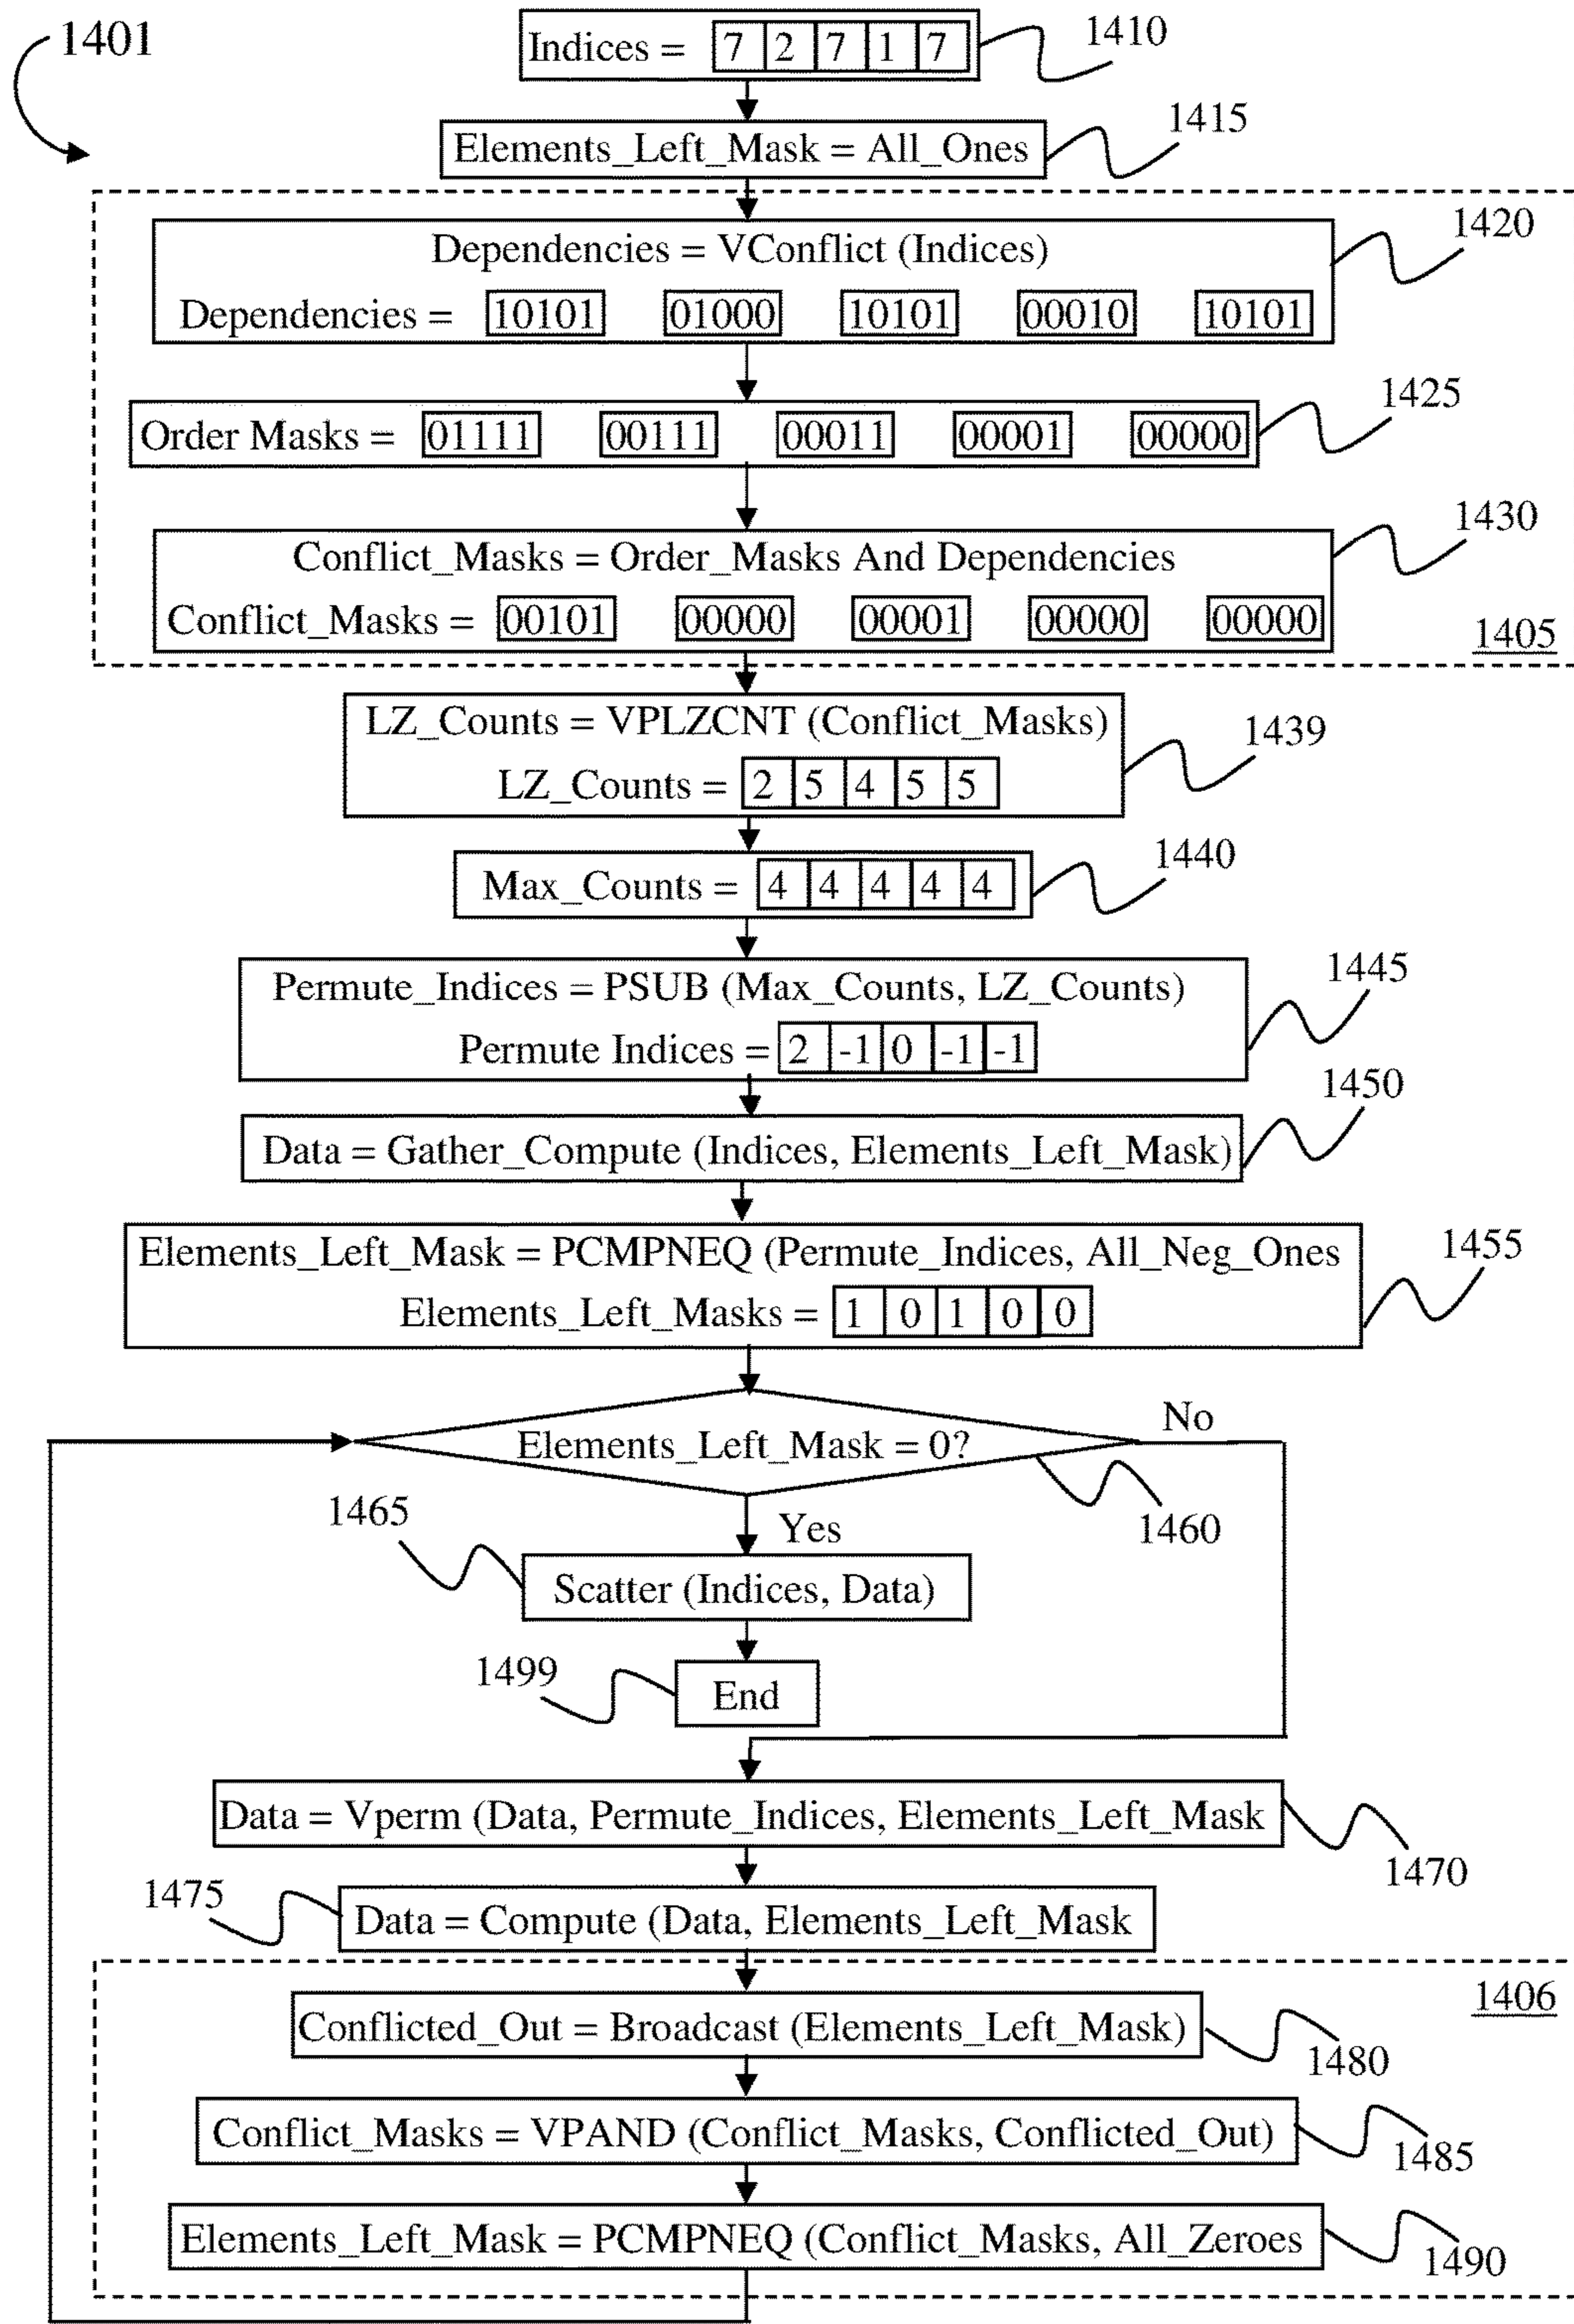 1401
Indices = 7 2 7 1 7
1410
Elements_Left_Mask = All_Ones
1415
Dependencies = VConflict (Indices)
1420
Dependencies = 10101 01000 10101 00010 10101
Order Masks = 01111 00111 00011 00001 00000
1425
Conflict_Masks = Order_Masks And Dependencies
1430
Conflict_Masks = 00101 00000 00001 00000 00000
1405
LZ_Counts = VPLZCNT (Conflict_Masks)
1439
LZ_Counts = 2 5 4 5 5
Max_Counts = 4 4 4 4 4
1440
Permute_Indices = PSUB (Max_Counts, LZ_Counts)
1445
Permute Indices = 2 -1 0 -1 -1
1450
Data = Gather_Compute (Indices, Elements_Left_Mask)
Elements_Left_Mask = PCMPNEQ (Permute_Indices, All_Neg_Ones
1455
Elements_Left_Masks = 1 0 1 0 0
Elements_Left_Mask = 0?
No
1460
Yes
1465
Scatter (Indices, Data)
1499
End
Data = Vperm (Data, Permute_Indices, Elements_Left_Mask
1470
1475
Data = Compute (Data, Elements_Left_Mask
1406
Conflicted_Out = Broadcast (Elements_Left_Mask)
1480
Conflict_Masks = VPAND (Conflict_Masks, Conflicted_Out)
1485
Elements_Left_Mask = PCMPNEQ (Conflict_Masks, All_Zeroes
1490